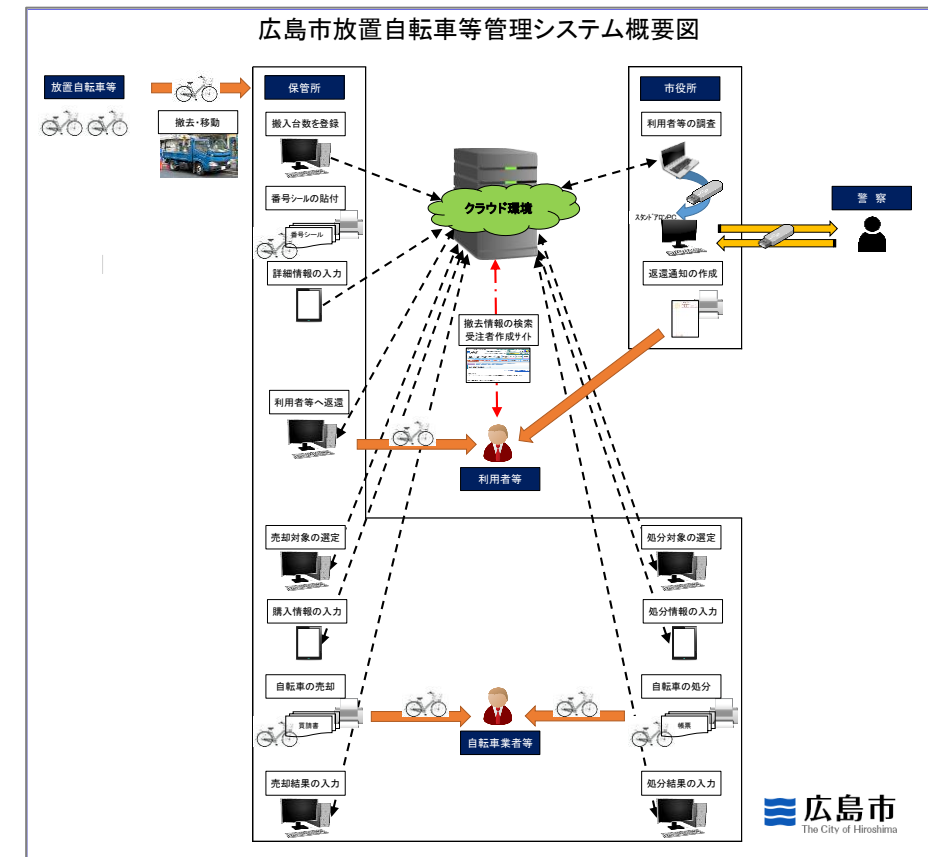 広島市放置自転車等管理システム概要図
放置自転車等
撤去・移動
保管所
搬入台数を登録
番号シールの貼付
番号シール
詳細情報の入力
利用者等へ返還
クラウド環境
撤去情報の検索
受注者作成サイト
利用者等
市役所
利用者等の調査
スタンドアロンPC
返還通知の作成
警察
売却対象の選定
購入情報の入力
自転車の売却
買請書
売却結果の入力
自転車業者等
処分対象の選定
処分情報の入力
自転車の処分
帳票
処分結果の入力
広島市
The City of Hiroshima